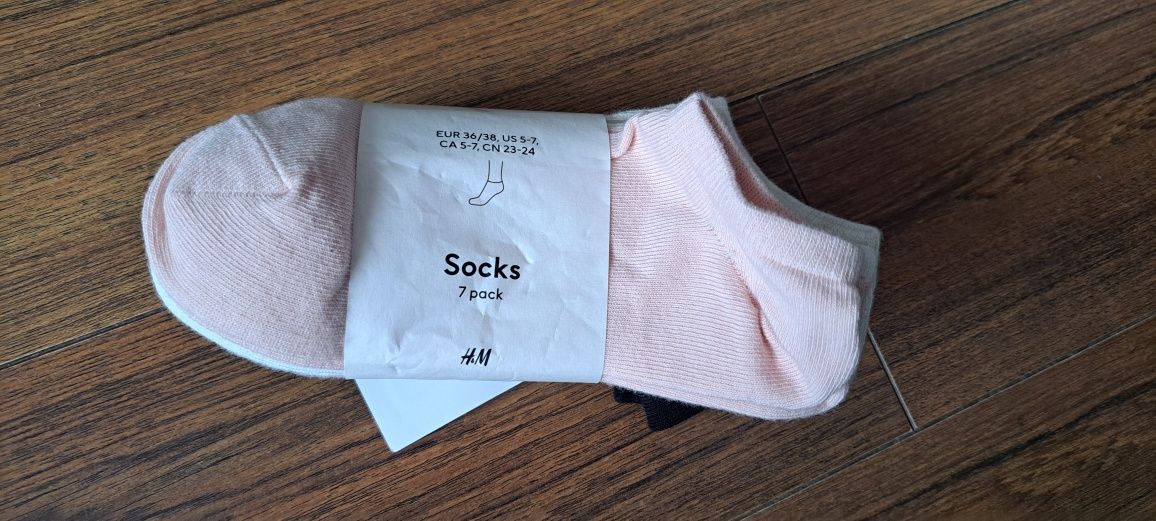 EUR 36/38, US 5-7,
CA 5-7, CN 23-24
Socks
7 pack
H&M